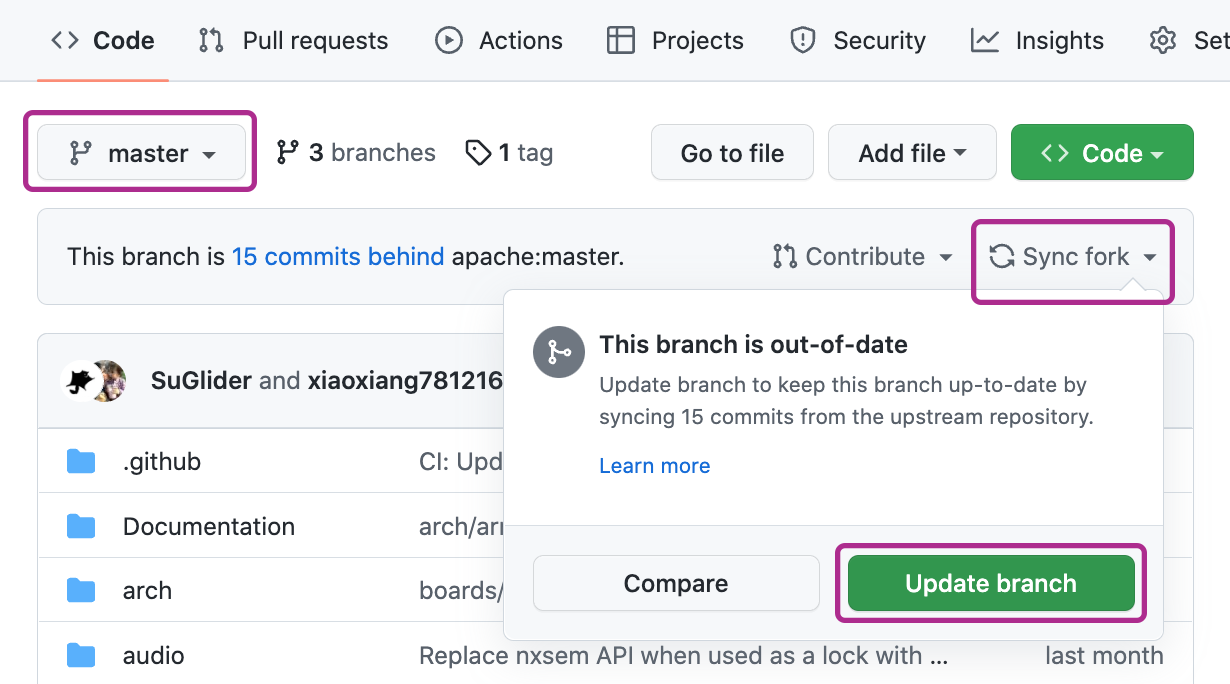 Code Pull requests Actions Projects Security Insights Set
master 3 branches 1 tag Go to file Add file Code
This branch is 15 commits behind apache:master. Contribute Sync fork
This branch is out-of-date
Update branch to keep this branch up-to-date by
syncing 15 commits from the upstream repository.
Learn more
Compare Update branch
SuGlider and xiaoxiang781216
.github CI: Upd
Documentation arch/arr
arch boards/
audio Replace nxsem API when used as a lock with ... last month